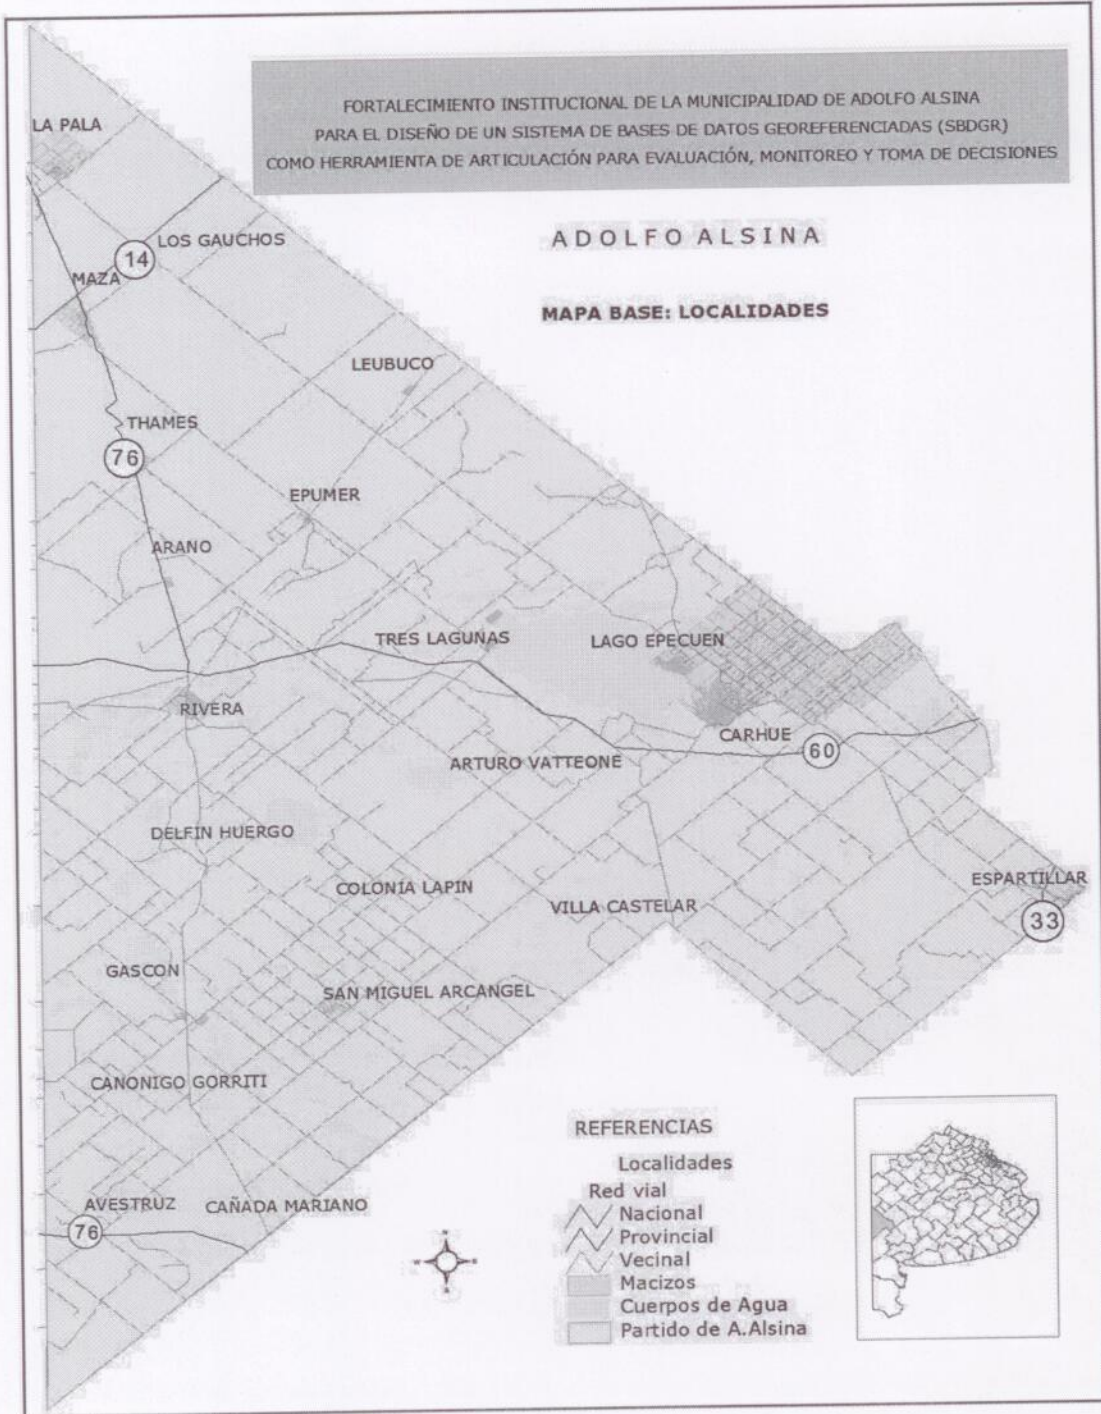 FORTALECIMIENTO INSTITUCIONAL DE LA MUNICIPALIDAD DE ADOLFO ALSINA
PARA EL DISEÑO DE UN SISTEMA DE BASES DE DATOS GEOREFERENCIADAS (SBDGR)
COMO HERRAMIENTA DE ARTICULACIÓN PARA EVALUACIÓN, MONITOREO Y TOMA DE DECISIONES
ADOLFO ALSINA
MAPA BASE: LOCALIDADES
LA PALA
LOS GAUCHOS
14
MAZA
LEUBUCO
THAMES
76
EPUMER
ARANO
TRES LAGUNAS
LAGO EPECUEN
RIVERA
CARHUE
60
ARTURO VATTEONE
DELFIN HUERGO
COLONIA LAPIN
ESPARTILLAR
VILLA CASTELAR
33
GASCON
SAN MIGUEL ARCANGEL
CANONIGO GORRITI
AVESTRUZ
CAÑADA MARIANO
76
REFERENCIAS
Localidades
Red vial
Nacional
Provincial
Vecinal
Macizos
Cuerpos de Agua
Partido de A.Alsina